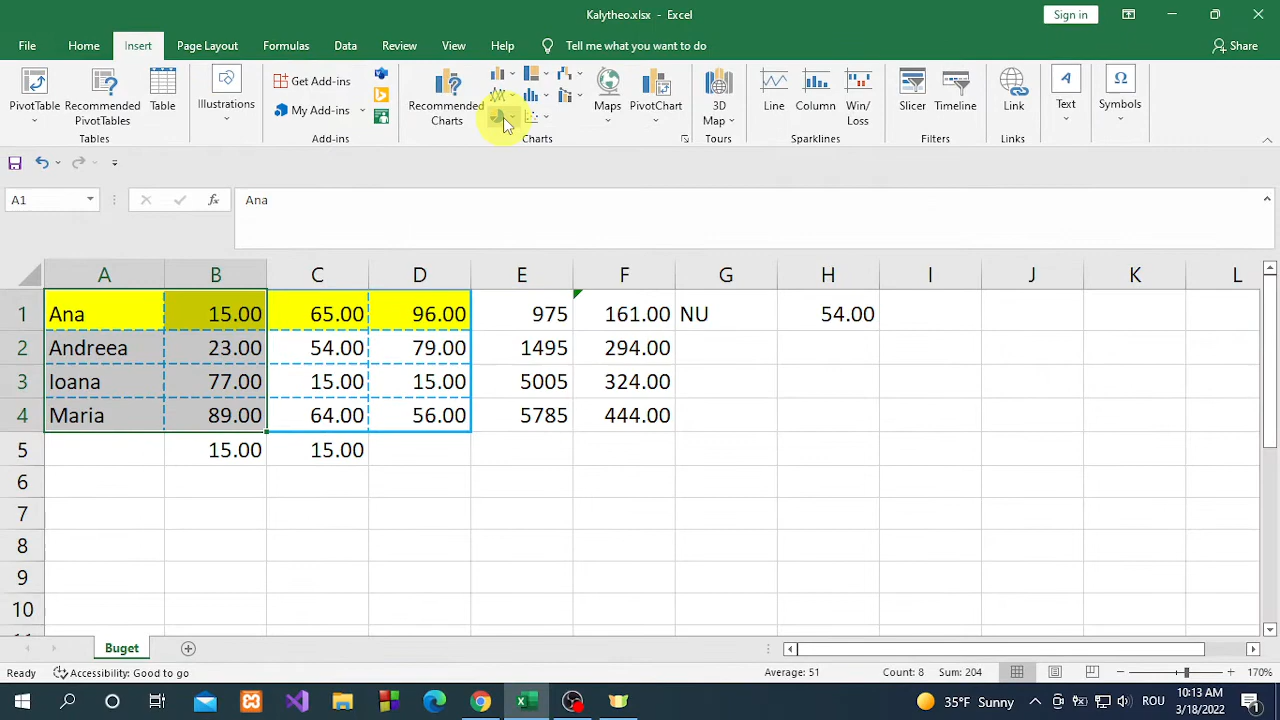 Kalytheo.xlsx - Excel
Sign in
File Home Insert Page Layout Formulas Data Review View Help Tell me what you want to do Share
PivotTable
Recommended PivotTables
Table
Tables
Illustrations
Get Add-ins
My Add-ins
Add-ins
Recommended Charts
Maps
PivotChart
Charts
3D Map
Tours
Line
Column
Win/ Loss
Sparklines
Slicer
Timeline
Filters
Link
Links
Text
Symbols
A1
fx
Ana
A B C D E F G H I J K L
1 Ana 15.00 65.00 96.00 975 161.00 NU 54.00
2 Andreea 23.00 54.00 79.00 1495 294.00
3 Ioana 77.00 15.00 15.00 5005 324.00
4 Maria 89.00 64.00 56.00 5785 444.00
5 15.00 15.00
6
7
8
9
10
Buget
Ready Accessibility: Good to go Average: 51 Count: 8 Sum: 204 170%
35°F Sunny ROU 10:13 AM
3/18/2022